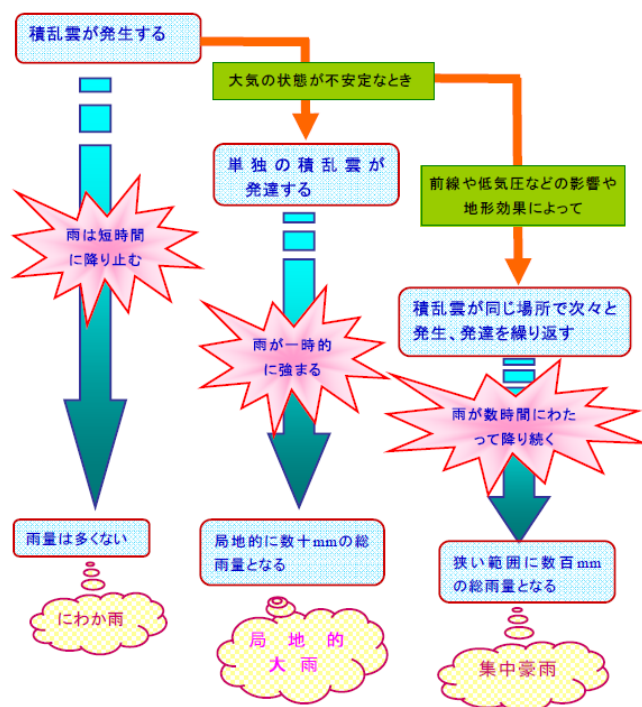 積乱雲が発生する
大気の状態が不安定なとき
単独の積乱雲が
発達する
前線や低気圧などの影響や
地形効果によって
雨は短時間
に降り止む
積乱雲が同じ場所で次々と
発生、発達を繰り返す
雨が一時的
に強まる
雨が数時間にわた
って降り続く
雨量は多くない
局地的に数十mmの総
雨量となる
狭い範囲に数百mm
の総雨量となる
にわか雨
局地的
大雨
集中豪雨